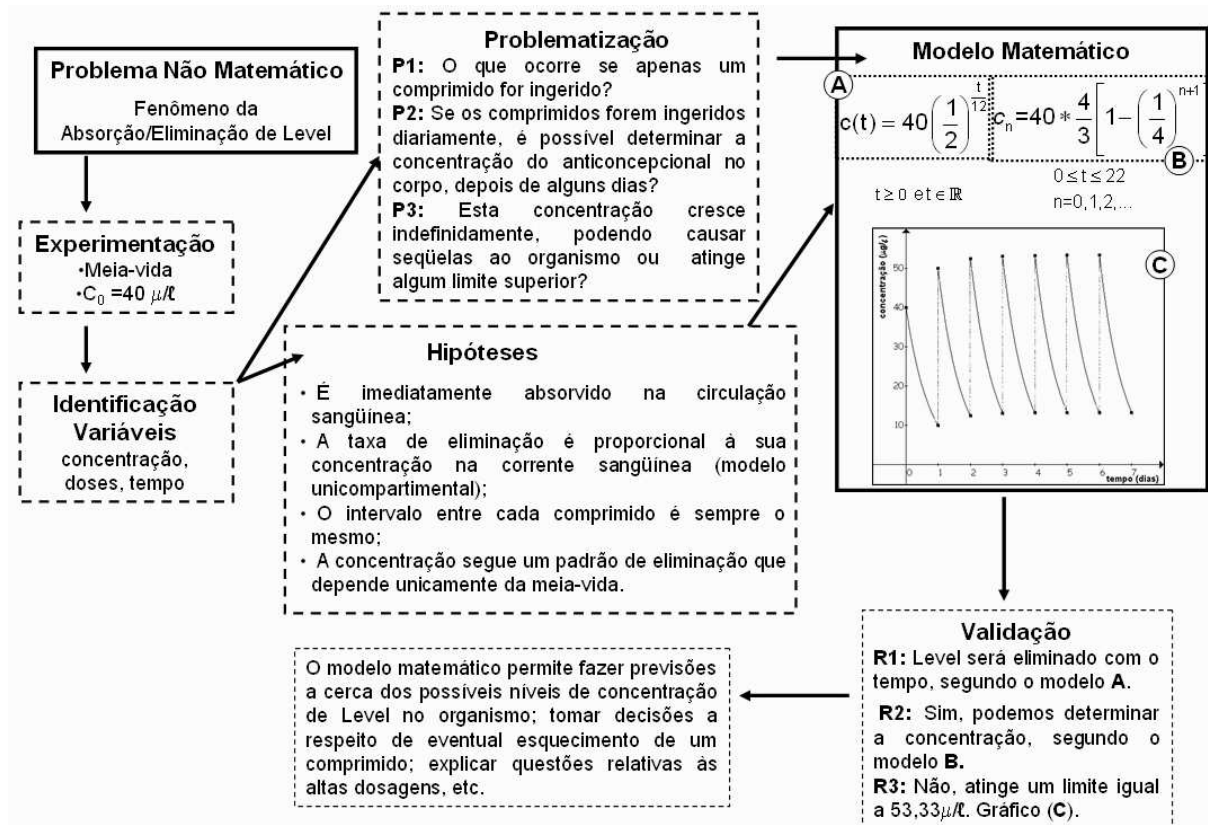 Problema Não Matemático
Fenômeno da
Absorção/Eliminação de Level
Experimentação
•Meia-vida
•C₀ =40 μ/ℓ
Identificação
Variáveis
concentração,
doses, tempo
Problematização
P1: O que ocorre se apenas um
comprimido for ingerido?
P2: Se os comprimidos forem ingeridos
diariamente, é possível determinar a
concentração do anticoncepcional no
corpo, depois de alguns dias?
P3: Esta concentração cresce
indefinidamente, podendo causar
seqüelas ao organismo ou atinge
algum limite superior?
Hipóteses
• É imediatamente absorvido na circulação
sangüínea;
• A taxa de eliminação é proporcional à sua
concentração na corrente sangüínea (modelo
unicompartimental);
• O intervalo entre cada comprimido é sempre o
mesmo;
• A concentração segue um padrão de eliminação que
depende unicamente da meia-vida.
Modelo Matemático
A
c(t) = 40(1/2)^(t/12)
cₙ=40*4/3[1-(1/4)^(n+1)]
B
t ≥ 0 e t ∈ ℝ
0 ≤ t ≤ 22
n=0,1,2,...
C
concentração (μg/ℓ)
50
40
30
20
10
0 1 2 3 4 5 6 7
tempo (dias)
Validação
R1: Level será eliminado com o
tempo, segundo o modelo A.
R2: Sim, podemos determinar
a concentração, segundo o
modelo B.
R3: Não, atinge um limite igual
a 53,33μ/ℓ. Gráfico (C).
O modelo matemático permite fazer previsões
a cerca dos possíveis níveis de concentração
de Level no organismo; tomar decisões a
respeito de eventual esquecimento de um
comprimido; explicar questões relativas às
altas dosagens, etc.